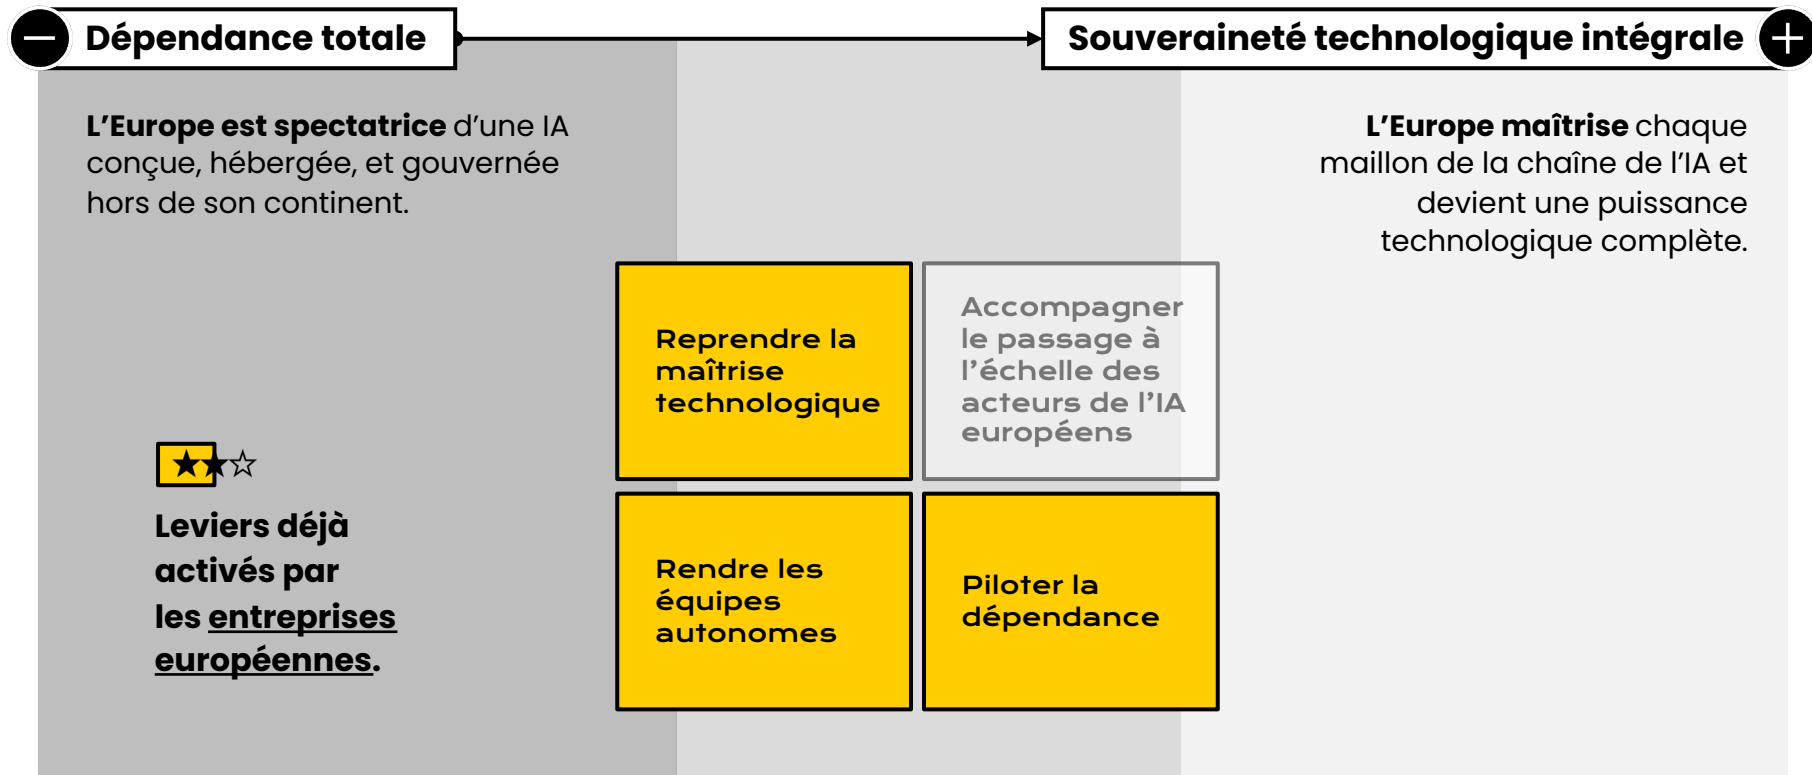 Dépendance totale
Souveraineté technologique intégrale
L’Europe est spectatrice d’une IA
conçue, hébergée, et gouvernée
hors de son continent.
L’Europe maîtrise chaque
maillon de la chaîne de l’IA et
devient une puissance
technologique complète.
Reprendre la
maîtrise
technologique
Accompagner
le passage à
l’échelle des
acteurs de l’IA
européens
Leviers déjà
activés par
les entreprises
européennes.
Rendre les
équipes
autonomes
Piloter la
dépendance